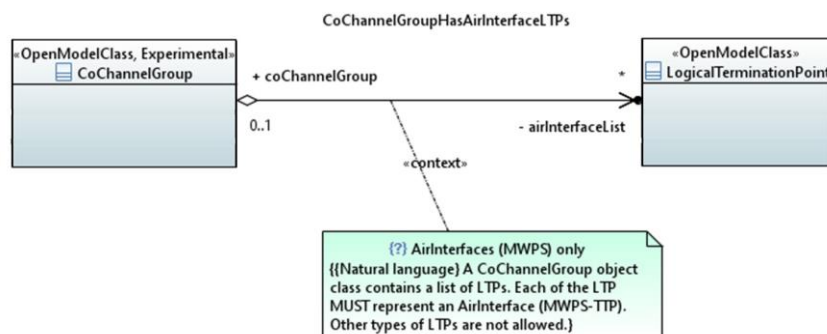 CoChannelGroupHasAirInterfaceLTPs
«OpenModelClass, Experimental»
CoChannelGroup
+ coChannelGroup
*
«OpenModelClass»
LogicalTerminationPoint
0..1
- airInterfaceList
«context»
{?} AirInterfaces (MWPS) only
{{Natural language} A CoChannelGroup object
class contains a list of LTPs. Each of the LTP
MUST represent an AirInterface (MWPS-TTP).
Other types of LTPs are not allowed.}